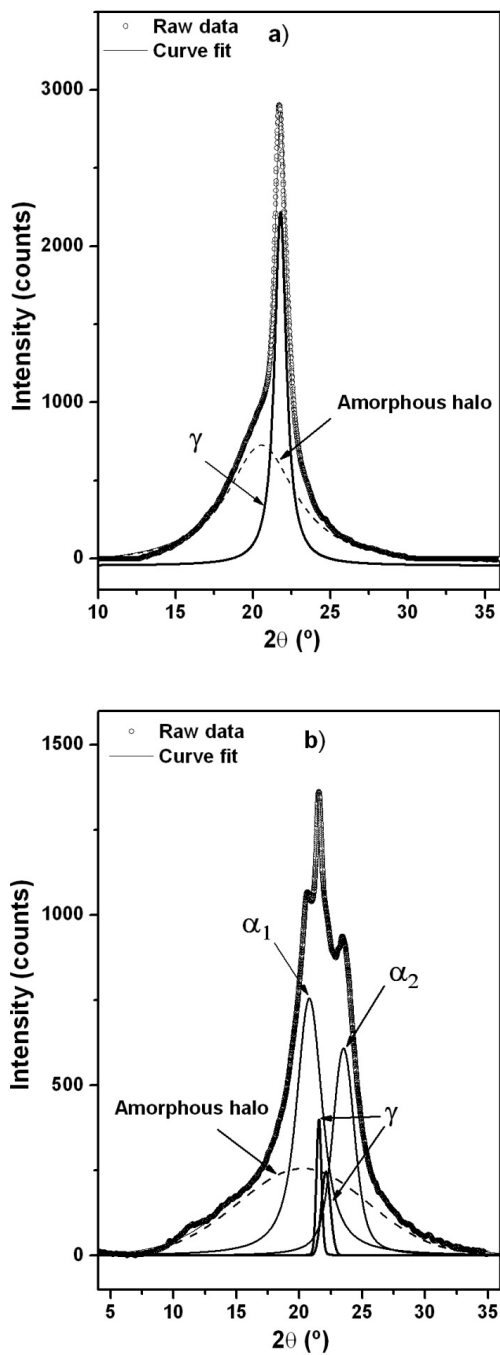 Raw data
Curve fit
a)
3000
2000
1000
0
Intensity (counts)
γ
Amorphous halo
10 15 20 25 30 35
2θ (º)
Raw data
Curve fit
b)
1500
1000
500
0
Intensity (counts)
α1
α2
Amorphous halo
γ
5 10 15 20 25 30 35
2θ (º)